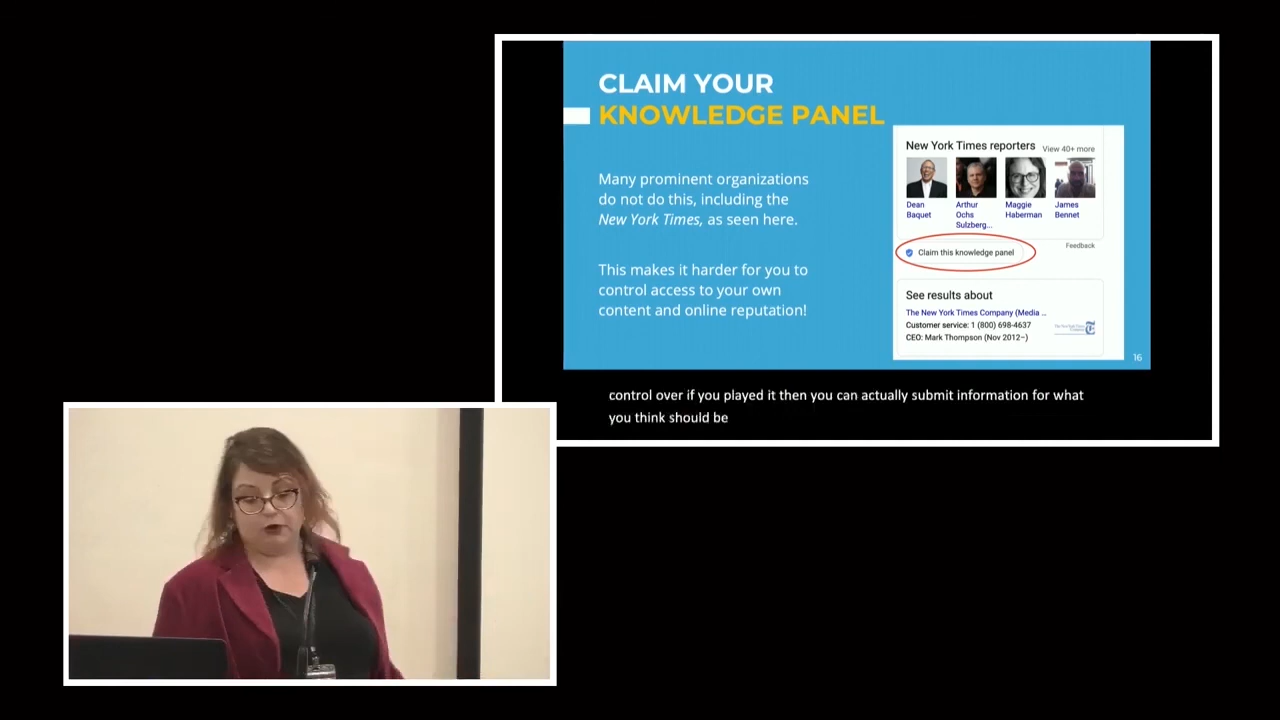 CLAIM YOUR
KNOWLEDGE PANEL
Many prominent organizations
do not do this, including the
New York Times, as seen here.
This makes it harder for you to
control access to your own
content and online reputation!
New York Times reporters
View 40+ more
Dean
Baquet
Arthur
Ochs
Sulzberg...
Maggie
Haberman
James
Bennet
Feedback
Claim this knowledge panel
See results about
The New York Times Company (Media ...
Customer service: 1 (800) 698-4637
CEO: Mark Thompson (Nov 2012–)
16
control over if you played it then you can actually submit information for what
you think should be